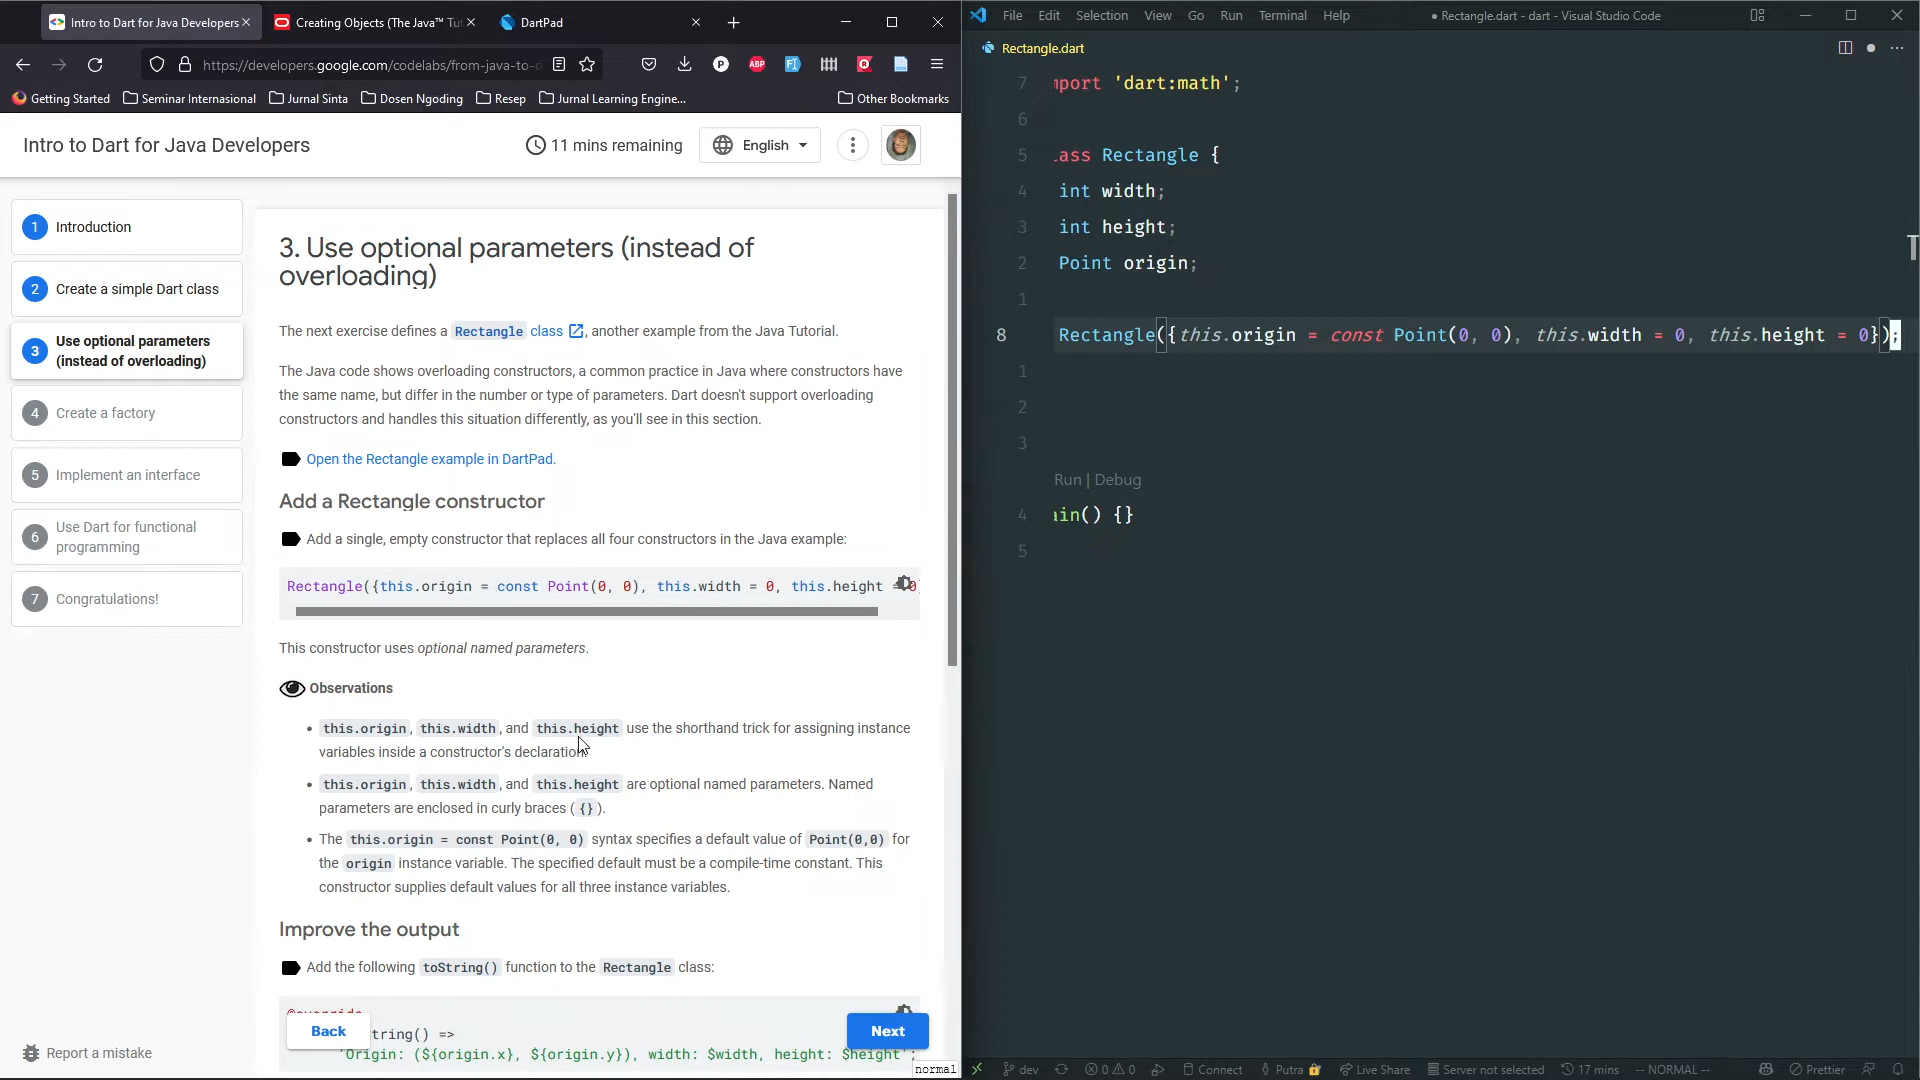 Intro to Dart for Java Developers
Creating Objects (The Java™ Tut
DartPad
https://developers.google.com/codelabs/from-java-to-d
Getting Started
Seminar Internasional
Jurnal Sinta
Dosen Ngoding
Resep
Jurnal Learning Engine...
Other Bookmarks
Intro to Dart for Java Developers
11 mins remaining
English
1 Introduction
2 Create a simple Dart class
3 Use optional parameters
(instead of overloading)
4 Create a factory
5 Implement an interface
6 Use Dart for functional
programming
7 Congratulations!
Report a mistake
3. Use optional parameters (instead of
overloading)
The next exercise defines a Rectangle class, another example from the Java Tutorial.
The Java code shows overloading constructors, a common practice in Java where constructors have
the same name, but differ in the number or type of parameters. Dart doesn't support overloading
constructors and handles this situation differently, as you'll see in this section.
Open the Rectangle example in DartPad.
Add a Rectangle constructor
Add a single, empty constructor that replaces all four constructors in the Java example:
Rectangle({this.origin = const Point(0, 0), this.width = 0, this.height = 0
This constructor uses optional named parameters.
Observations
• this.origin, this.width, and this.height use the shorthand trick for assigning instance
variables inside a constructor's declaration.
• this.origin, this.width, and this.height are optional named parameters. Named
parameters are enclosed in curly braces ({}).
• The this.origin = const Point(0, 0) syntax specifies a default value of Point(0,0) for
the origin instance variable. The specified default must be a compile-time constant. This
constructor supplies default values for all three instance variables.
Improve the output
Add the following toString() function to the Rectangle class:
@override
tring() =>
'Origin: (${origin.x}, ${origin.y}), width: $width, height: $height';
Back
Next
normal
File Edit Selection View Go Run Terminal Help
● Rectangle.dart - dart - Visual Studio Code
Rectangle.dart
7 mport 'dart:math';
6
5 lass Rectangle {
4 int width;
3 int height;
2 Point origin;
1
8 Rectangle({this.origin = const Point(0, 0), this.width = 0, this.height = 0});
1
2
3
Run | Debug
4 ain() {}
5
dev
0 0
Connect
Putra
Live Share
Server not selected
17 mins
-- NORMAL --
Prettier